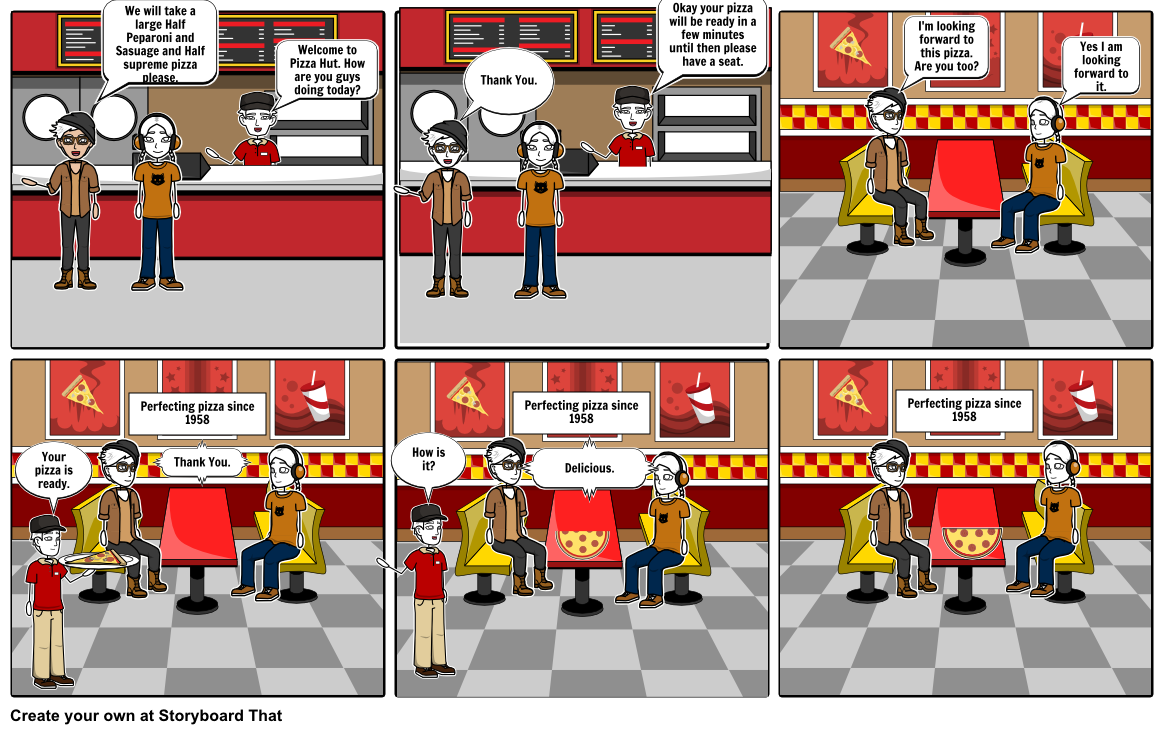 We will take a
large Half
Peparoni and
Sasuage and Half
supreme pizza
please.
Welcome to
Pizza Hut. How
are you guys
doing today?
Thank You.
Okay your pizza
will be ready in a
few minutes
until then please
have a seat.
I'm looking
forward to
this pizza.
Are you too?
Yes I am
looking
forward to
it.
Perfecting pizza since
1958
Your
pizza is
ready.
Thank You.
Perfecting pizza since
1958
How is
it?
Delicious.
Perfecting pizza since
1958
Create your own at Storyboard That